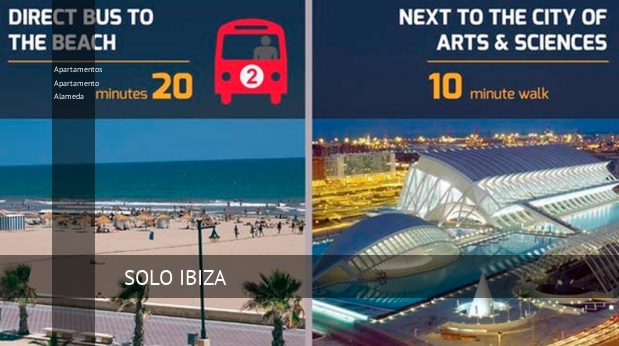 DIRECT BUS TO
THE BEACH
minutes 20
2
Apartamentos
Apartamento
Alameda
NEXT TO THE CITY OF
ARTS & SCIENCES
10 minute walk
SOLO IBIZA